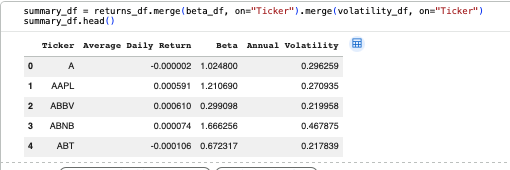 summary_df = returns_df.merge(beta_df, on="Ticker").merge(volatility_df, on="Ticker")
summary_df.head()
Ticker Average Daily Return Beta Annual Volatility
0 A -0.000002 1.024800 0.296259
1 AAPL 0.000591 1.210690 0.270935
2 ABBV 0.000610 0.299098 0.219958
3 ABNB 0.000074 1.666256 0.467875
4 ABT -0.000106 0.672317 0.217839